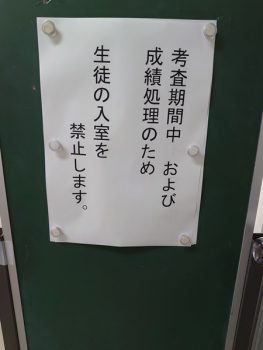 考査期間中 および
成績処理のため
生徒の入室を
禁止します。